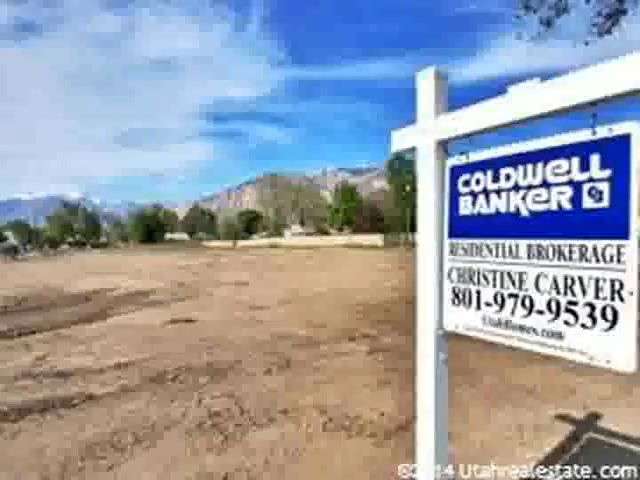 COLDWELL
BANKER
RESIDENTIAL BROKERAGE
CHRISTINE CARVER
801-979-9539
UtahHomes.com
©2014 Utahrealestate.com